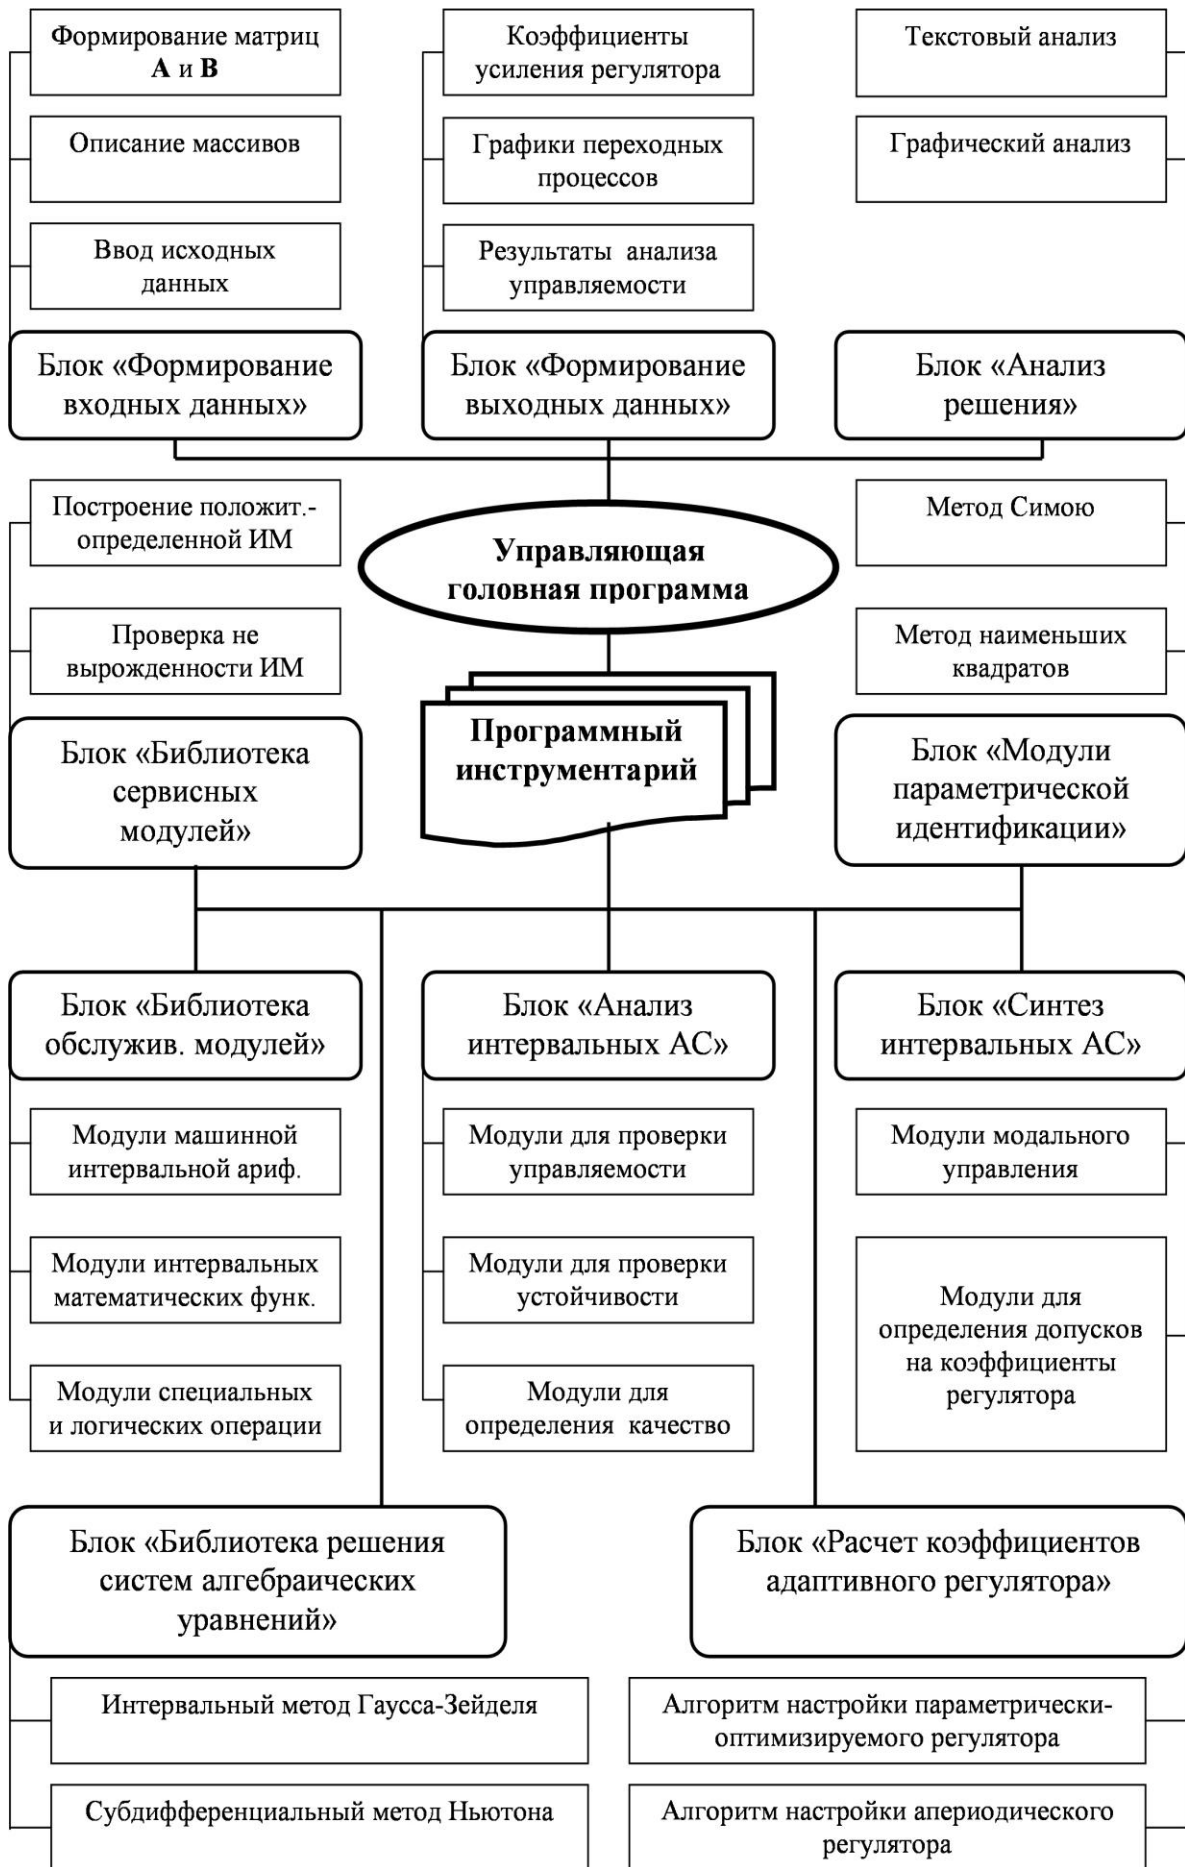 Формирование матриц
А и В
Коэффициенты
усиления регулятора
Текстовый анализ
Описание массивов
Графики переходных
процессов
Графический анализ
Ввод исходных
данных
Результаты анализа
управляемости
Блок «Формирование
входных данных»
Блок «Формирование
выходных данных»
Блок «Анализ
решения»
Построение положит.-
определенной ИМ
Управляющая
головная программа
Метод Симою
Проверка не
вырожденности ИМ
Метод наименьших
квадратов
Блок «Библиотека
сервисных
модулей»
Программный
инструментарий
Блок «Модули
параметрической
идентификации»
Блок «Библиотека
обслужив. модулей»
Блок «Анализ
интервальных АС»
Блок «Синтез
интервальных АС»
Модули машинной
интервальной ариф.
Модули для проверки
управляемости
Модули модального
управления
Модули интервальных
математических функ.
Модули для проверки
устойчивости
Модули для
определения допусков
на коэффициенты
регулятора
Модули специальных
и логических операции
Модули для
определения качество
Блок «Библиотека решения
систем алгебраических
уравнений»
Блок «Расчет коэффициентов
адаптивного регулятора»
Интервальный метод Гаусса-Зейделя
Алгоритм настройки параметрически-
оптимизируемого регулятора
Субдифференциальный метод Ньютона
Алгоритм настройки апериодического
регулятора